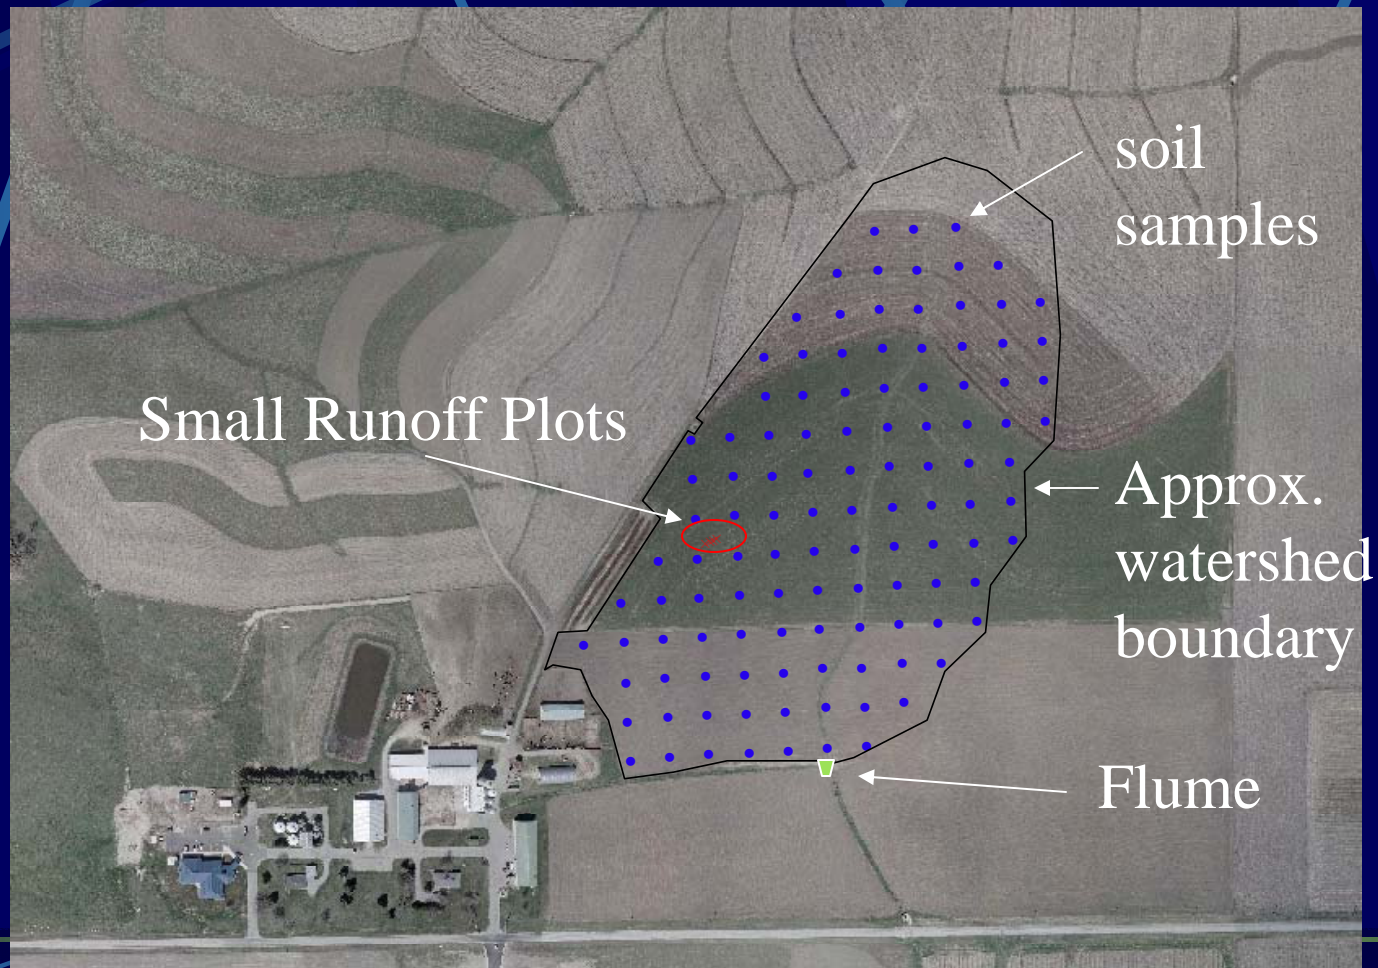 soil
samples
Small Runoff Plots
Approx.
watershed
boundary
Flume